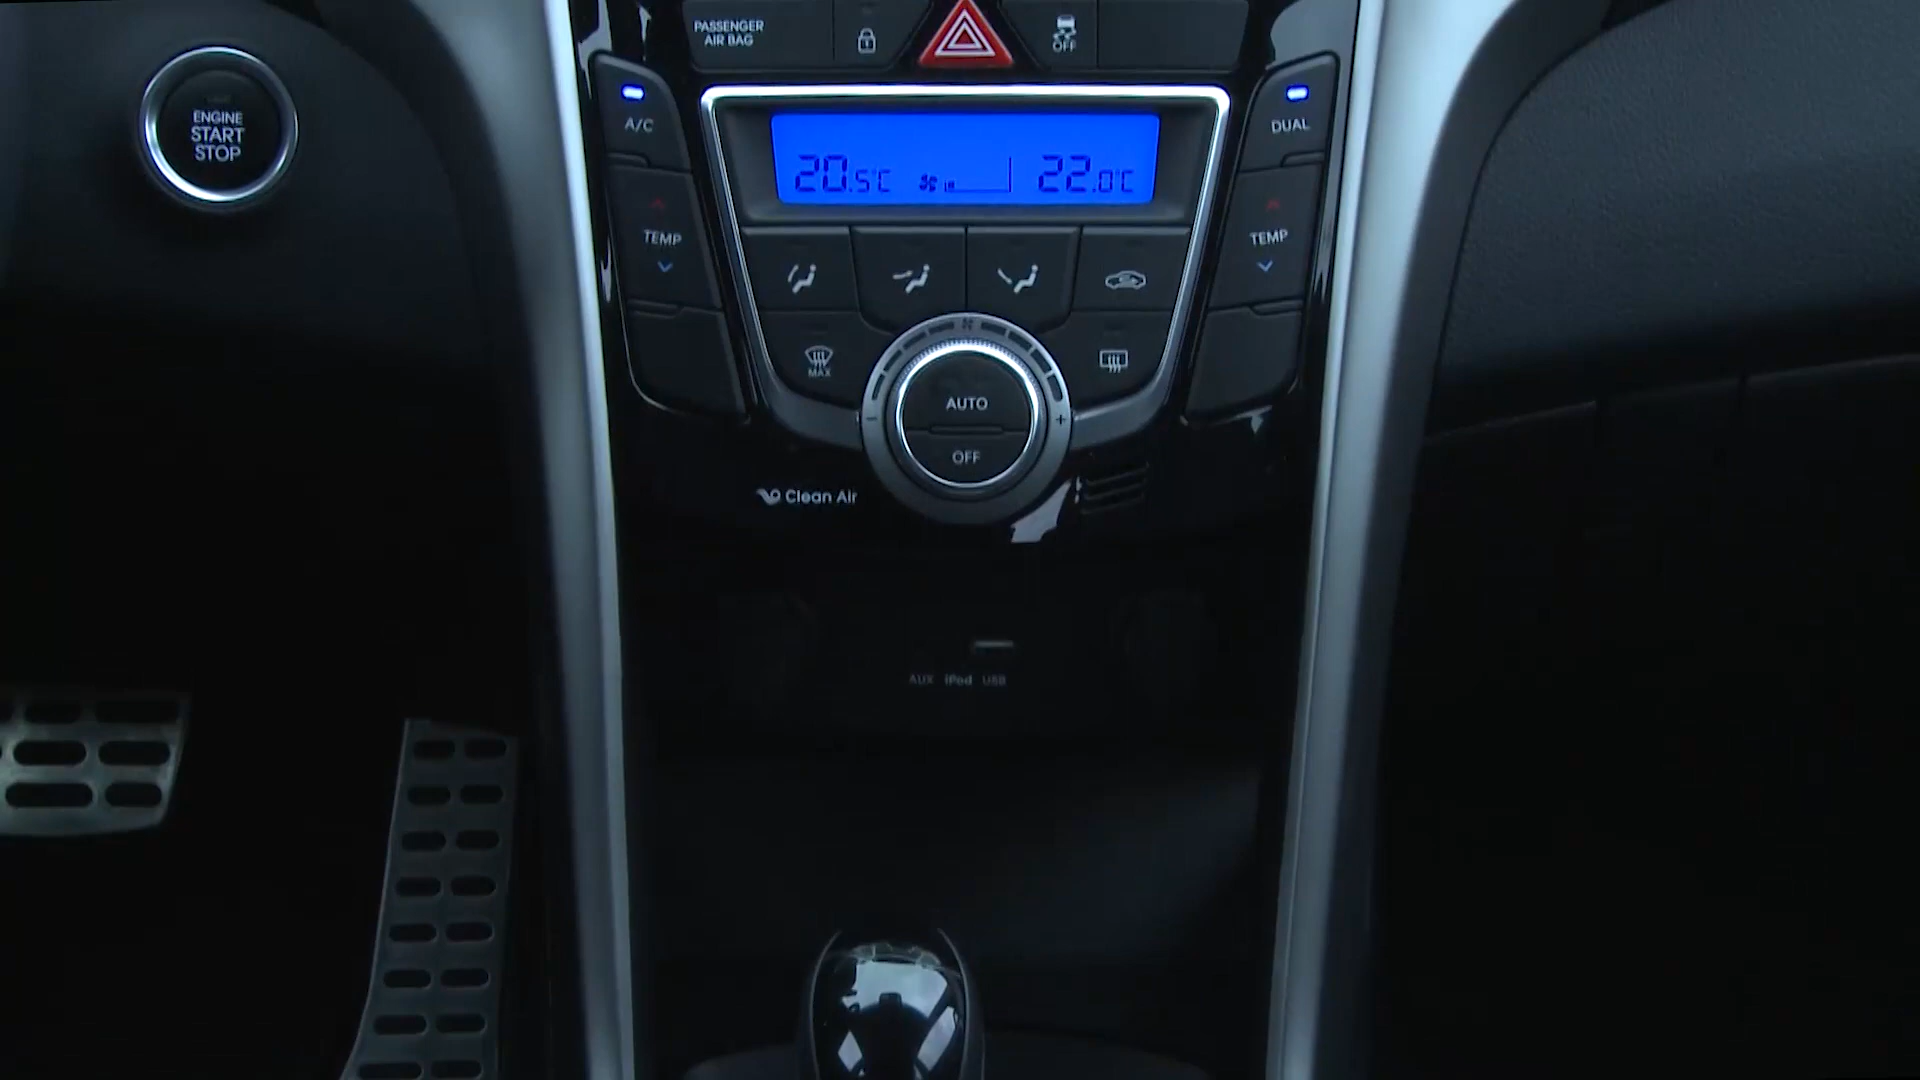 PASSENGER
AIR BAG
OFF
ENGINE
START
STOP
A/C
DUAL
20.5°C
22.0°C
TEMP
TEMP
MAX
AUTO
OFF
- +
Clean Air
AUX iPod USB